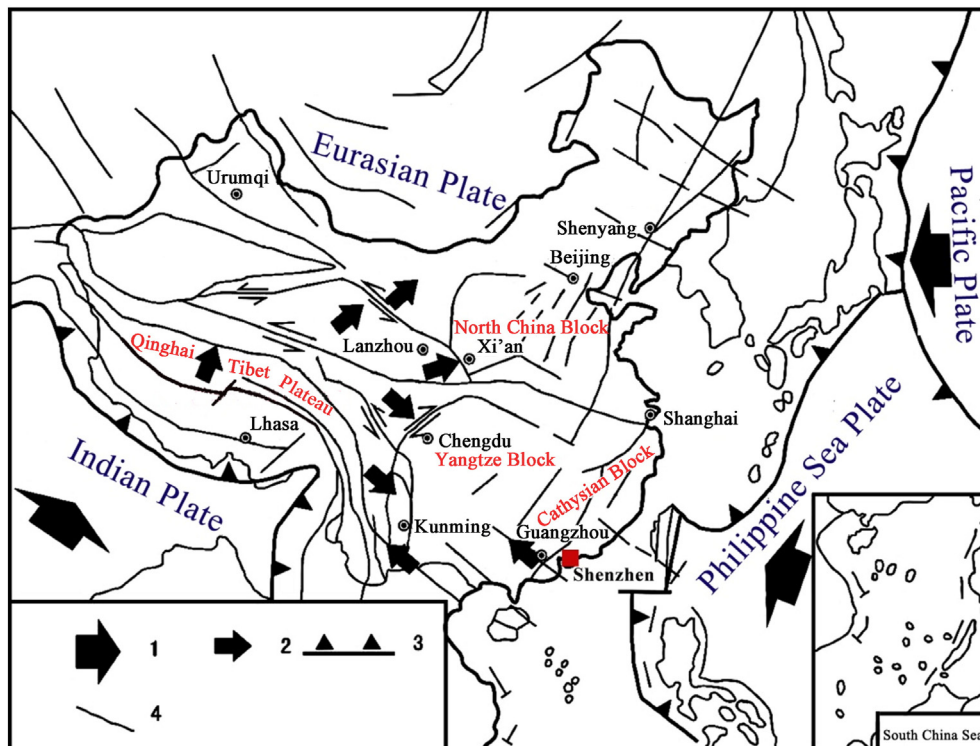 Eurasian Plate
Urumqi
Shenyang
Beijing
Pacific Plate
North China Block
Lanzhou
Xi'an
Qinghai Tibet Plateau
Lhasa
Shanghai
Chengdu
Yangtze Block
Cathysian Block
Indian Plate
Philippine Sea Plate
Kunming
Guangzhou
Shenzhen
1
2
3
4
South China Sea